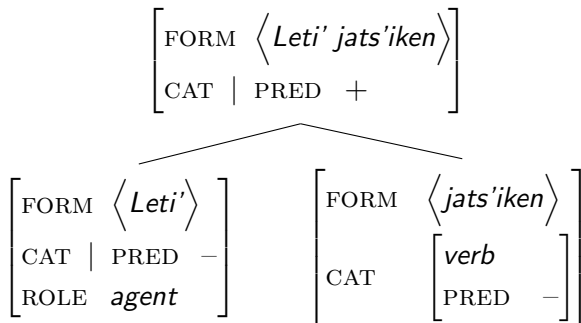 FORM ⟨Leti' jats'iken⟩
CAT | PRED +
FORM ⟨Leti'⟩
CAT | PRED –
ROLE agent
FORM ⟨jats'iken⟩
CAT verb
PRED –